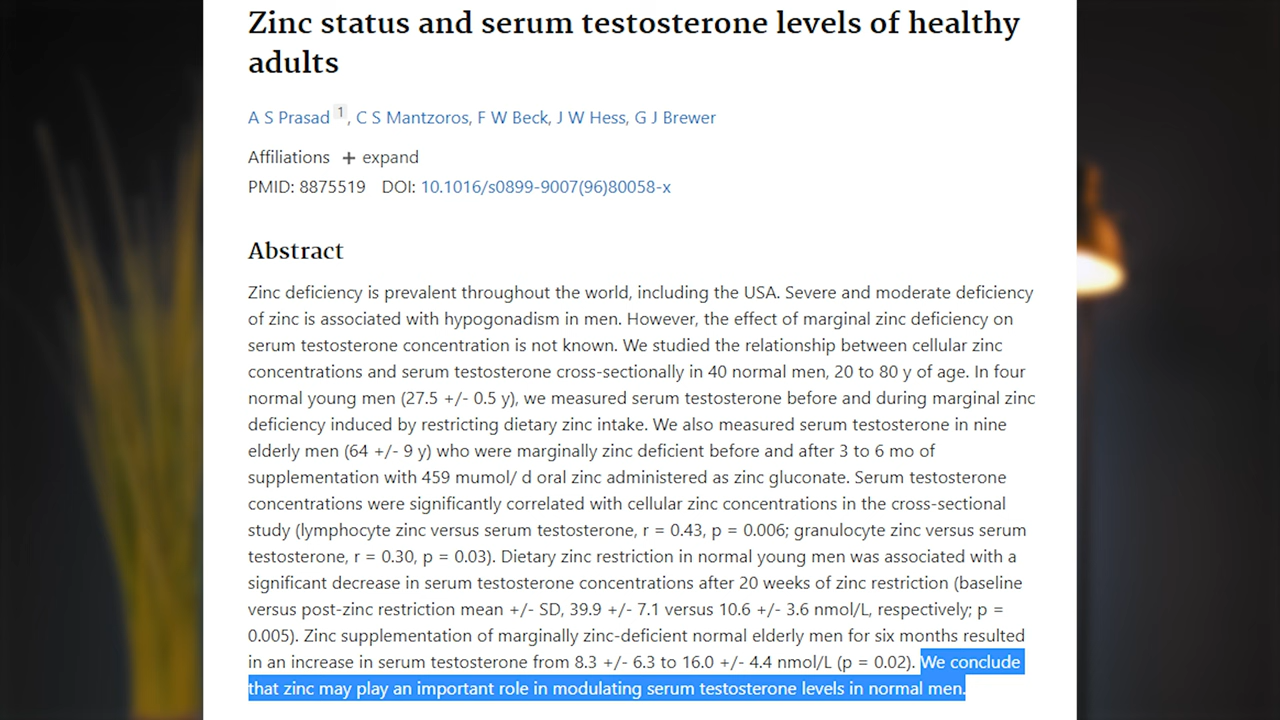 Zinc status and serum testosterone levels of healthy
adults
A S Prasad 1, C S Mantzoros, F W Beck, J W Hess, G J Brewer
Affiliations + expand
PMID: 8875519 DOI: 10.1016/s0899-9007(96)80058-x
Abstract
Zinc deficiency is prevalent throughout the world, including the USA. Severe and moderate deficiency
of zinc is associated with hypogonadism in men. However, the effect of marginal zinc deficiency on
serum testosterone concentration is not known. We studied the relationship between cellular zinc
concentrations and serum testosterone cross-sectionally in 40 normal men, 20 to 80 y of age. In four
normal young men (27.5 +/- 0.5 y), we measured serum testosterone before and during marginal zinc
deficiency induced by restricting dietary zinc intake. We also measured serum testosterone in nine
elderly men (64 +/- 9 y) who were marginally zinc deficient before and after 3 to 6 mo of
supplementation with 459 mumol/ d oral zinc administered as zinc gluconate. Serum testosterone
concentrations were significantly correlated with cellular zinc concentrations in the cross-sectional
study (lymphocyte zinc versus serum testosterone, r = 0.43, p = 0.006; granulocyte zinc versus serum
testosterone, r = 0.30, p = 0.03). Dietary zinc restriction in normal young men was associated with a
significant decrease in serum testosterone concentrations after 20 weeks of zinc restriction (baseline
versus post-zinc restriction mean +/- SD, 39.9 +/- 7.1 versus 10.6 +/- 3.6 nmol/L, respectively; p =
0.005). Zinc supplementation of marginally zinc-deficient normal elderly men for six months resulted
in an increase in serum testosterone from 8.3 +/- 6.3 to 16.0 +/- 4.4 nmol/L (p = 0.02). We conclude
that zinc may play an important role in modulating serum testosterone levels in normal men.